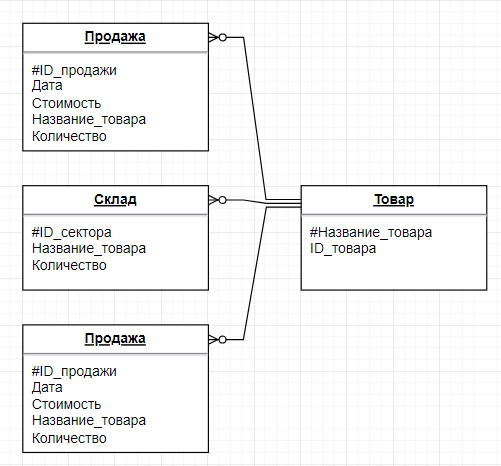 Продажа
#ID_продажи
Дата
Стоимость
Название_товара
Количество
Склад
#ID_сектора
Название_товара
Количество
Товар
#Название_товара
ID_товара
Продажа
#ID_продажи
Дата
Стоимость
Название_товара
Количество